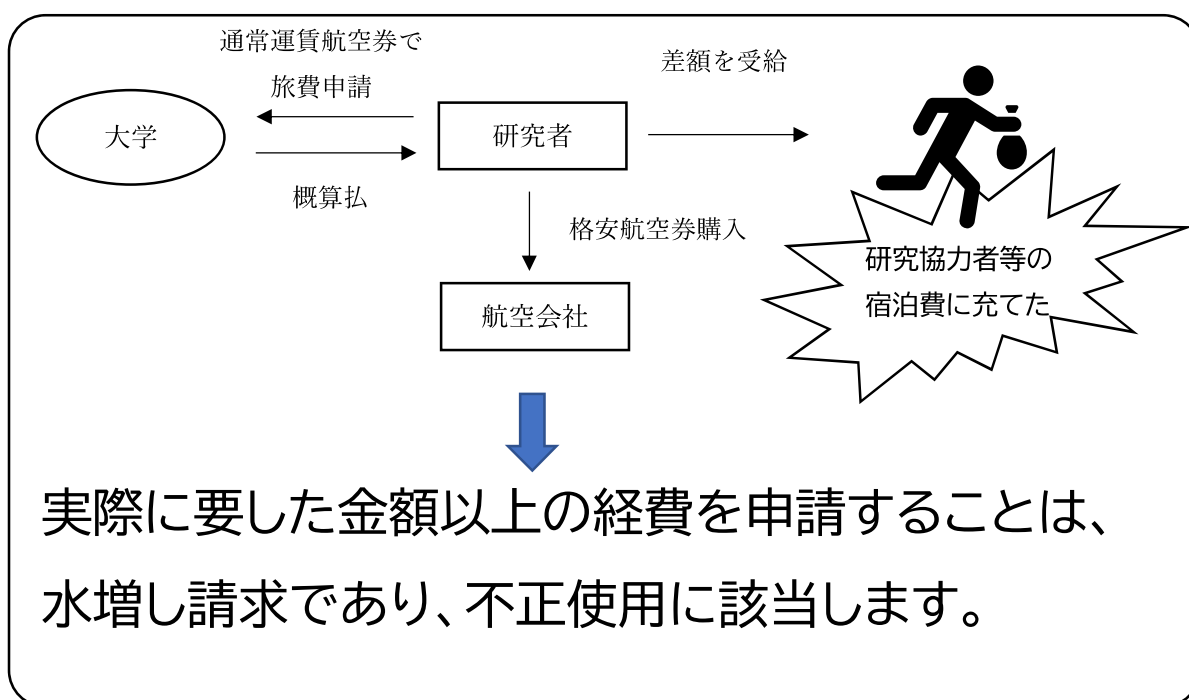 通常運賃航空券で
旅費申請
差額を受給
大学
研究者
概算払
格安航空券購入
研究協力者等の
宿泊費に充てた
航空会社
実際に要した金額以上の経費を申請することは、
水増し請求であり、不正使用に該当します。